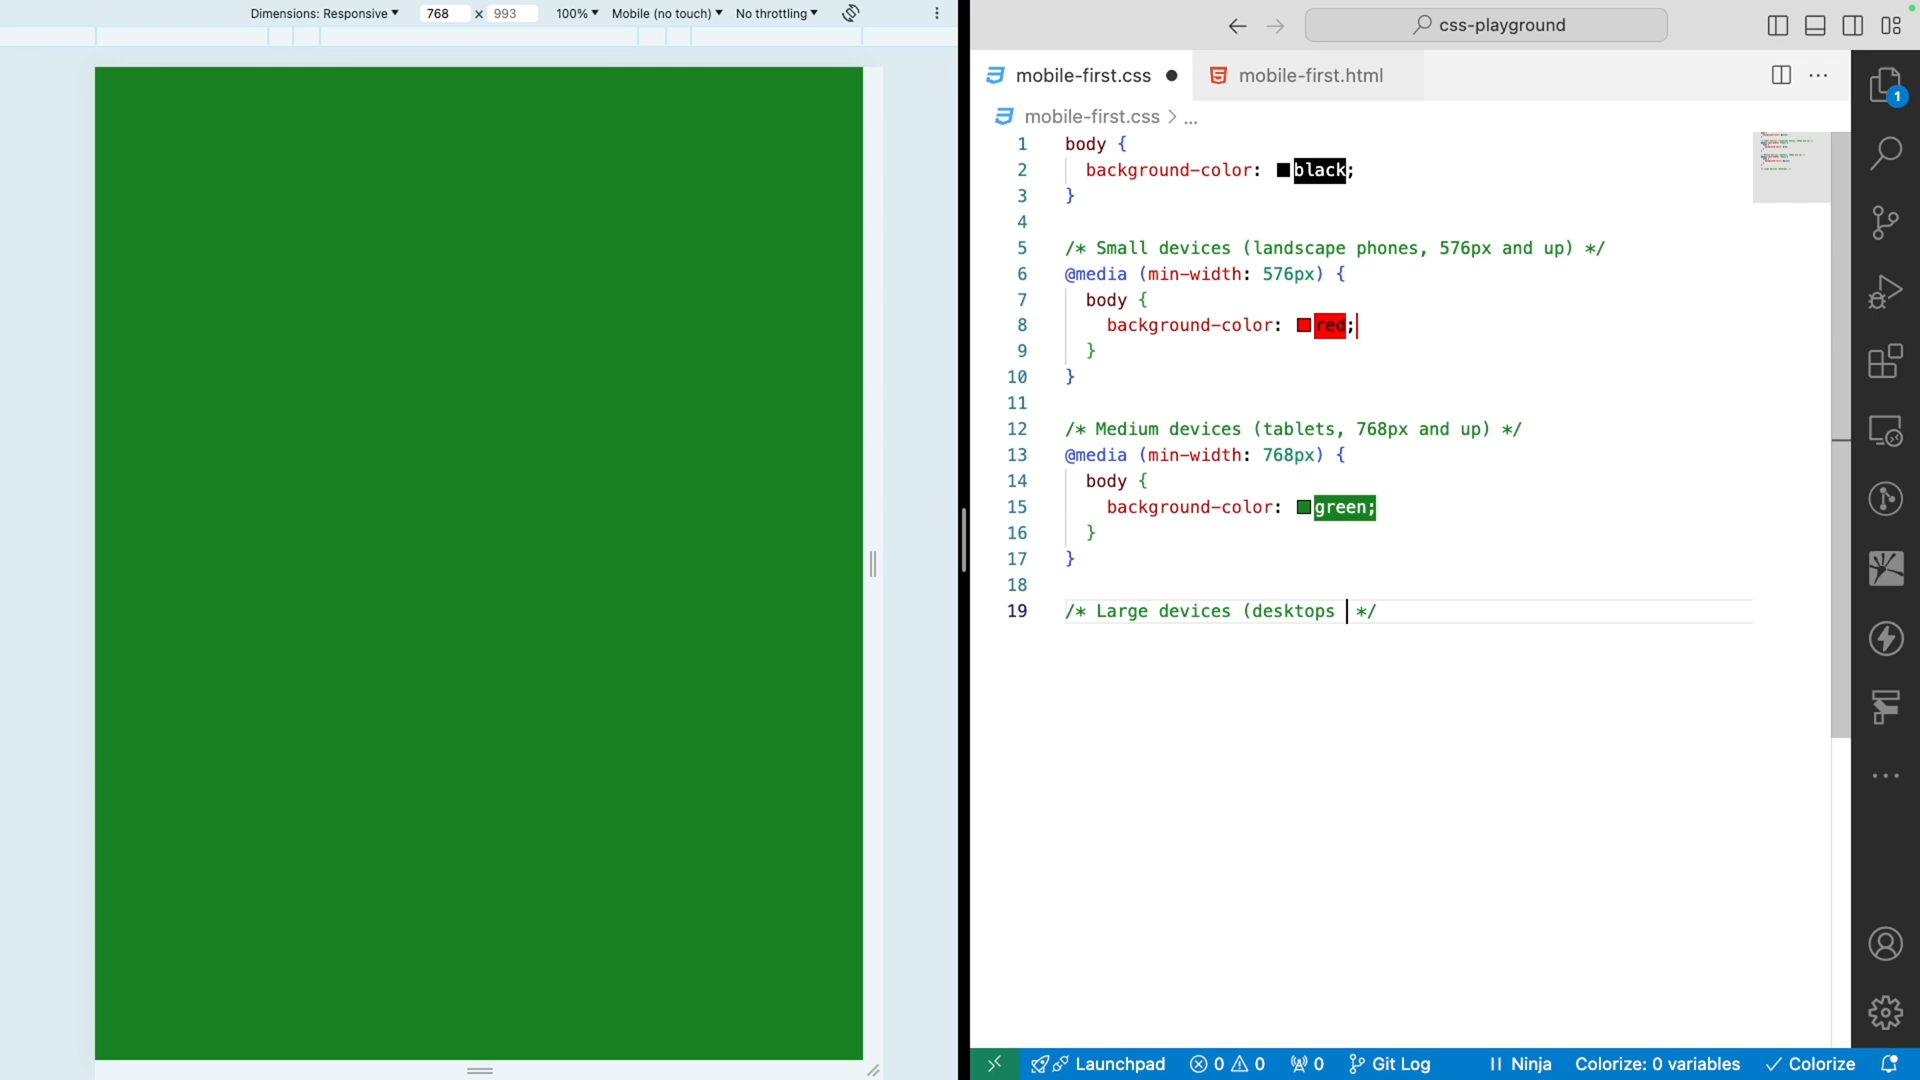 Dimensions: Responsive 768 x 993 100% Mobile (no touch) No throttling
css-playground
mobile-first.css mobile-first.html
mobile-first.css > ...
1 body {
2 background-color: black;
3 }
4
5 /* Small devices (landscape phones, 576px and up) */
6 @media (min-width: 576px) {
7 body {
8 background-color: red;
9 }
10 }
11
12 /* Medium devices (tablets, 768px and up) */
13 @media (min-width: 768px) {
14 body {
15 background-color: green;
16 }
17 }
18
19 /* Large devices (desktops  */
1
Launchpad 0 0 0 Git Log Ninja Colorize: 0 variables Colorize